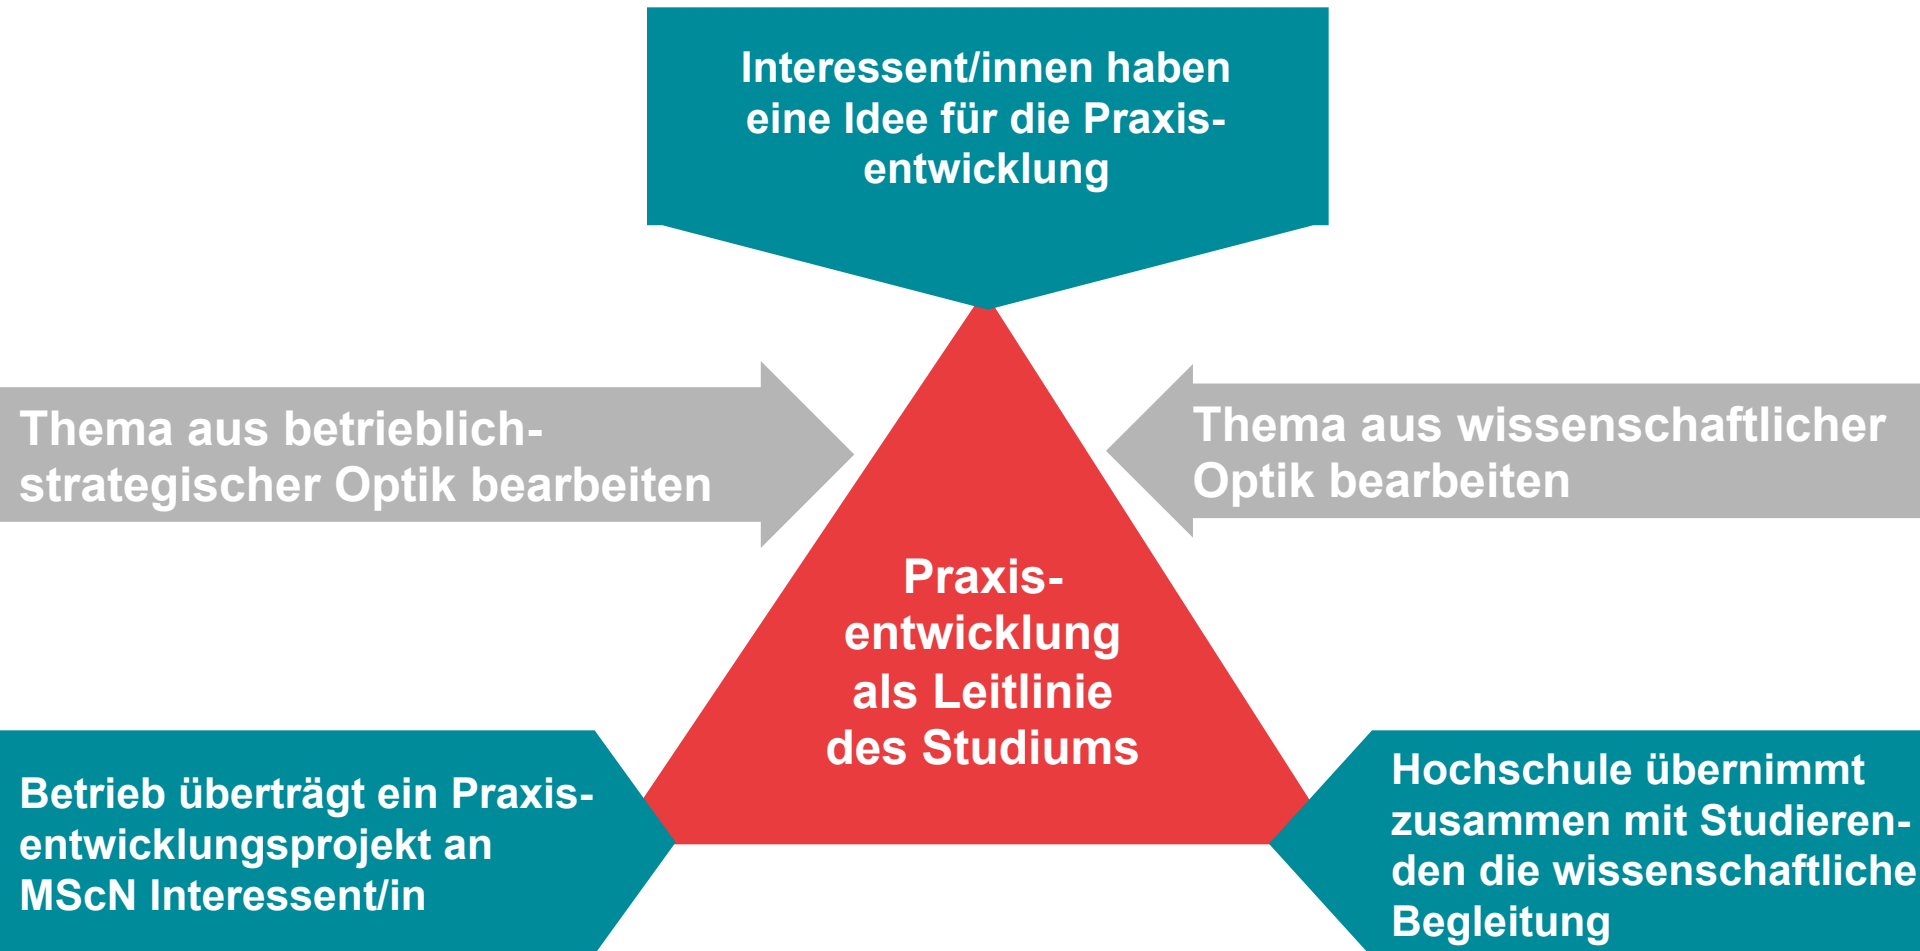 Interessent/innen haben
eine Idee für die Praxis-
entwicklung
Thema aus betrieblich-
strategischer Optik bearbeiten
Thema aus wissenschaftlicher
Optik bearbeiten
Praxis-
entwicklung
als Leitlinie
des Studiums
Betrieb überträgt ein Praxis-
entwicklungsprojekt an
MScN Interessent/in
Hochschule übernimmt
zusammen mit Studieren-
den die wissenschaftliche
Begleitung